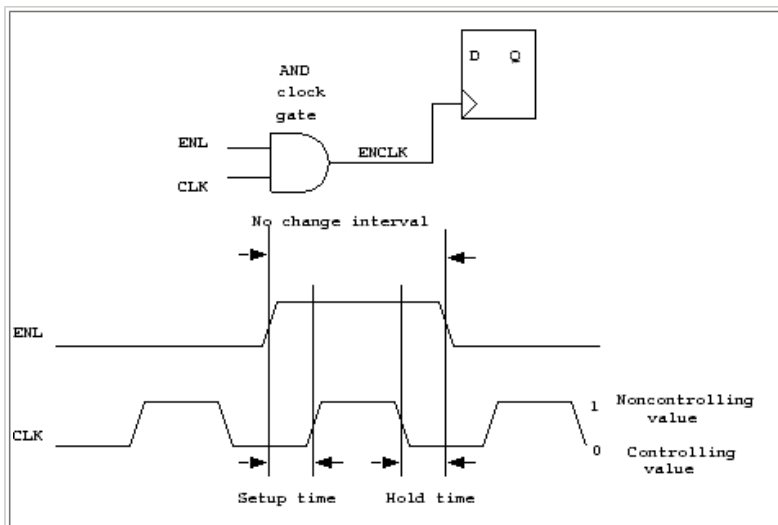 D Q
AND
clock
gate
ENL
ENCLK
CLK
No change interval
ENL
1 Noncontrolling
value
CLK
0 Controlling
value
Setup time Hold time